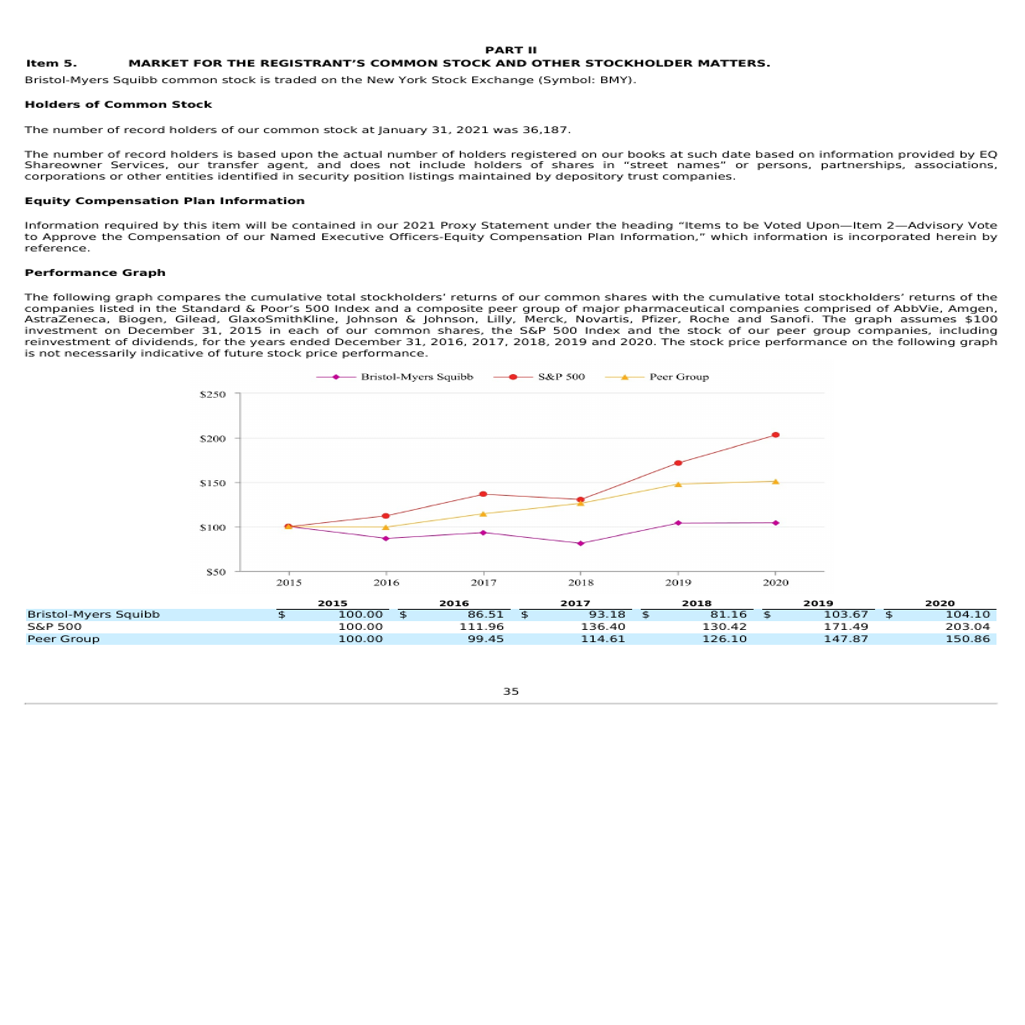 PART II
Item 5. MARKET FOR THE REGISTRANT’S COMMON STOCK AND OTHER STOCKHOLDER MATTERS.
Bristol-Myers Squibb common stock is traded on the New York Stock Exchange (Symbol: BMY).
Holders of Common Stock
The number of record holders of our common stock at January 31, 2021 was 36,187.
The number of record holders is based upon the actual number of holders registered on our books at such date based on information provided by EQ
Shareowner Services, our transfer agent, and does not include holders of shares in “street names” or persons, partnerships, associations,
corporations or other entities identified in security position listings maintained by depository trust companies.
Equity Compensation Plan Information
Information required by this item will be contained in our 2021 Proxy Statement under the heading “Items to be Voted Upon—Item 2—Advisory Vote
to Approve the Compensation of our Named Executive Officers-Equity Compensation Plan Information,” which information is incorporated herein by
reference.
Performance Graph
The following graph compares the cumulative total stockholders’ returns of our common shares with the cumulative total stockholders’ returns of the
companies listed in the Standard & Poor’s 500 Index and a composite peer group of major pharmaceutical companies comprised of AbbVie, Amgen,
AstraZeneca, Biogen, Gilead, GlaxoSmithKline, Johnson & Johnson, Lilly, Merck, Novartis, Pfizer, Roche and Sanofi. The graph assumes $100
investment on December 31, 2015 in each of our common shares, the S&P 500 Index and the stock of our peer group companies, including
reinvestment of dividends, for the years ended December 31, 2016, 2017, 2018, 2019 and 2020. The stock price performance on the following graph
is not necessarily indicative of future stock price performance.
Bristol-Myers Squibb S&P 500 Peer Group
$250
$200
$150
$100
$50
2015 2016 2017 2018 2019 2020
2015 2016 2017 2018 2019 2020
Bristol-Myers Squibb $ 100.00 $ 86.51 $ 93.18 $ 81.16 $ 103.67 $ 104.10
S&P 500 100.00 111.96 136.40 130.42 171.49 203.04
Peer Group 100.00 99.45 114.61 126.10 147.87 150.86
35